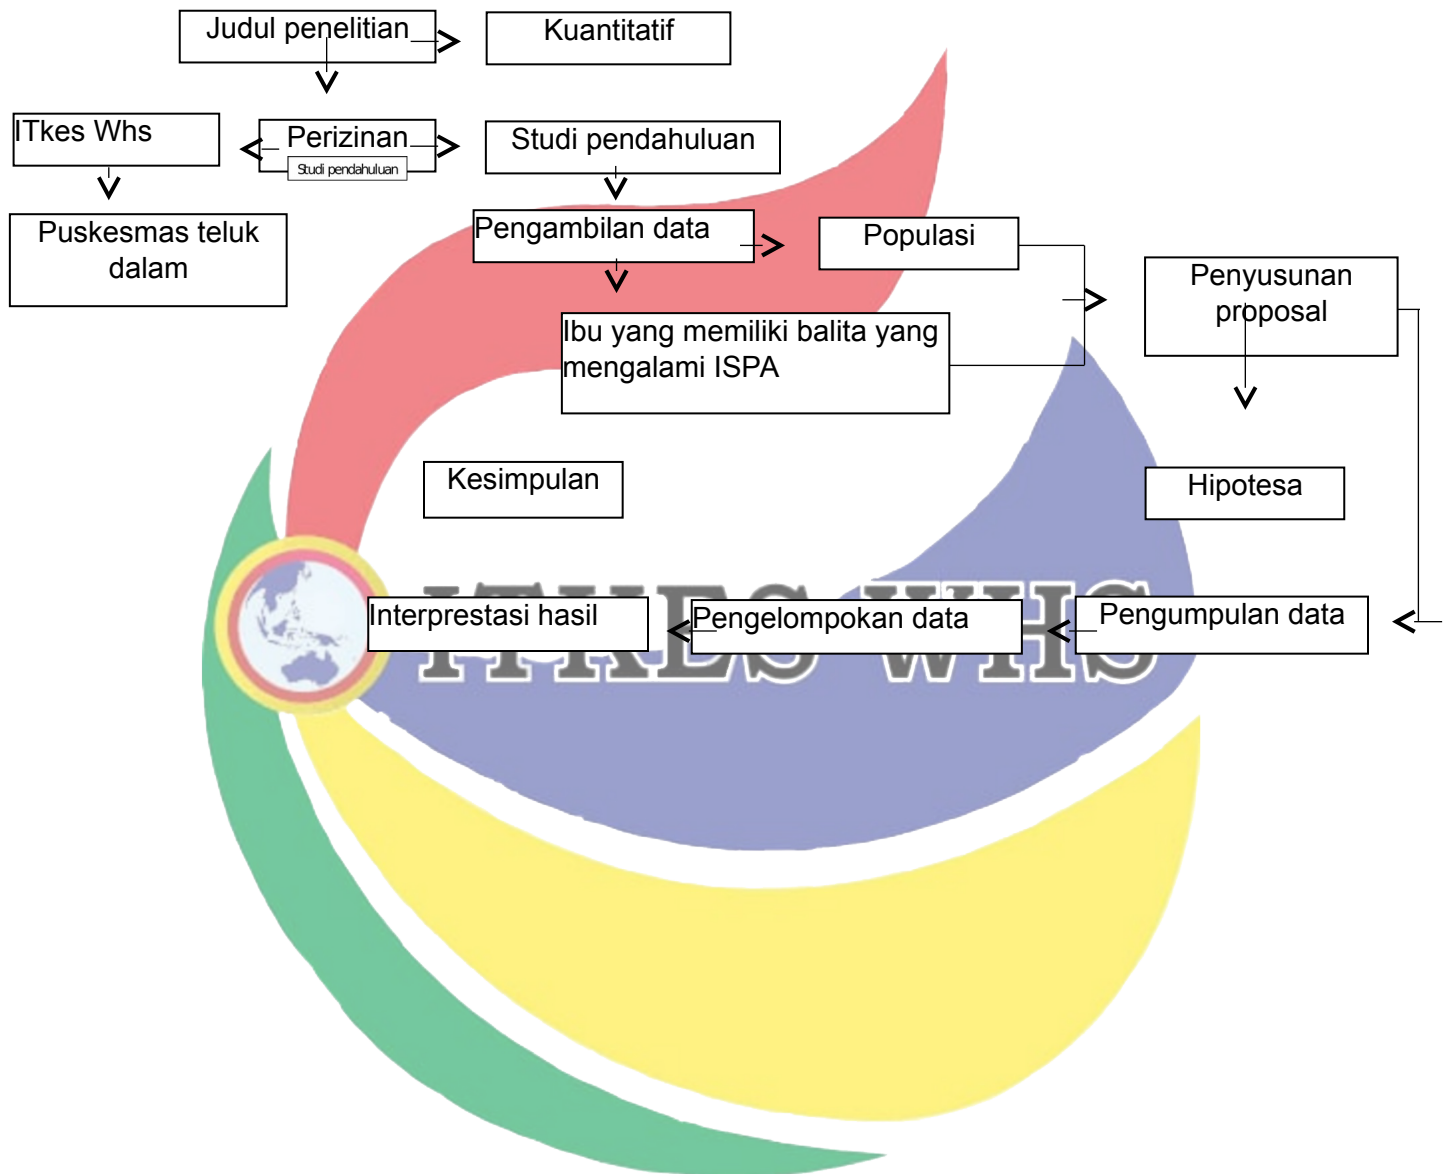 Judul penelitian
Kuantitatif
ITkes Whs
Perizinan
Studi pendahuluan
Studi pendahuluan
Puskesmas teluk
dalam
Pengambilan data
Populasi
Penyusunan
proposal
Ibu yang memiliki balita yang
mengalami ISPA
Kesimpulan
Hipotesa
Interprestasi hasil
Pengelompokan data
Pengumpulan data
ITKES WHS